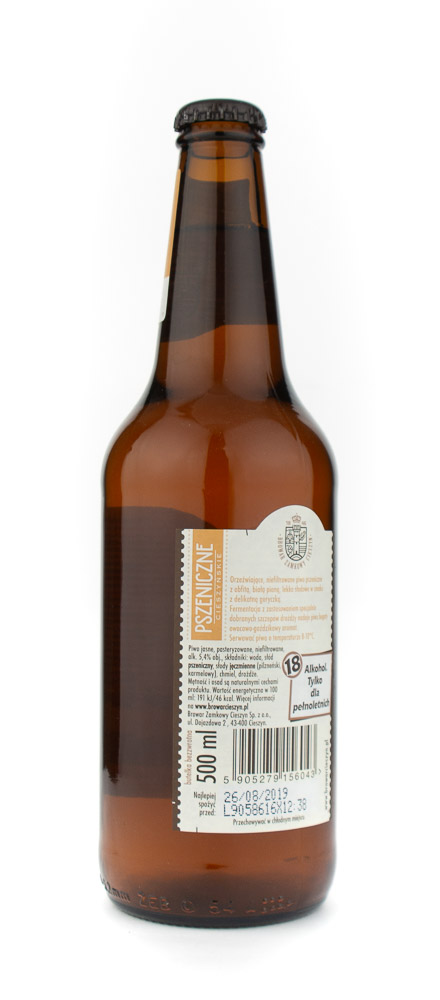 BROWAR ZAMKOWY CIESZYN
PSZENICZNE
CIESZYŃSKIE
Orzeźwiające, niefiltrowane piwo pszeniczne
z obfitą, białą pianą, lekko słodowe w smaku
z delikatną goryczką.
Fermentacja z zastosowaniem specjalnie
dobranych szczepów drożdży nadaje piwu
owocowo-goździkowy aromat.
Serwować piwo o temperaturze 8-10°C
Piwo jasne, pasteryzowane, niefiltrowane,
alk. 5,4% obj., składniki: woda, słód
pszeniczny, słody jęczmienne (pilzneński,
karmelowy), chmiel, drożdże.
Mętność i osad są naturalnymi cechami
produktu. Wartość energetyczna w 100
ml: 191 kJ/46 kcal. Więcej informacji
na www.browarcieszyn.pl
Browar Zamkowy Cieszyn Sp. z o.o.,
ul. Dojazdowa 2, 43-400 Cieszyn.
18
Alkohol.
Tylko
dla
pełnoletnich
butelka bezzwrotna
500 ml
5 905279 156043
Najlepiej
spożyć
przed:
26/08/2019
L9058616X12:38
Przechowywać w chłodnym miejscu.